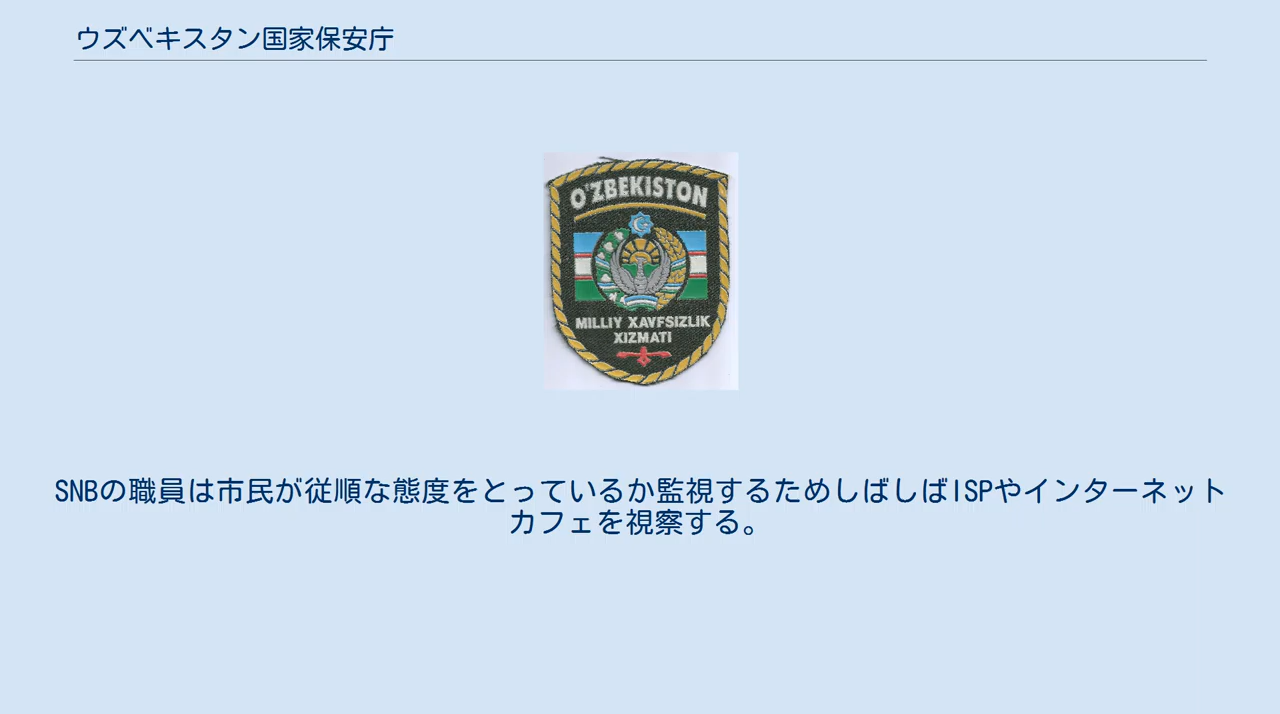 ウズベキスタン国家保安庁
O'ZBEKISTON
MILLIY XAVFSIZLIK
XIZMATI
SNBの職員は市民が従順な態度をとっているか監視するためしばしばISPやインターネット
カフェを視察する。